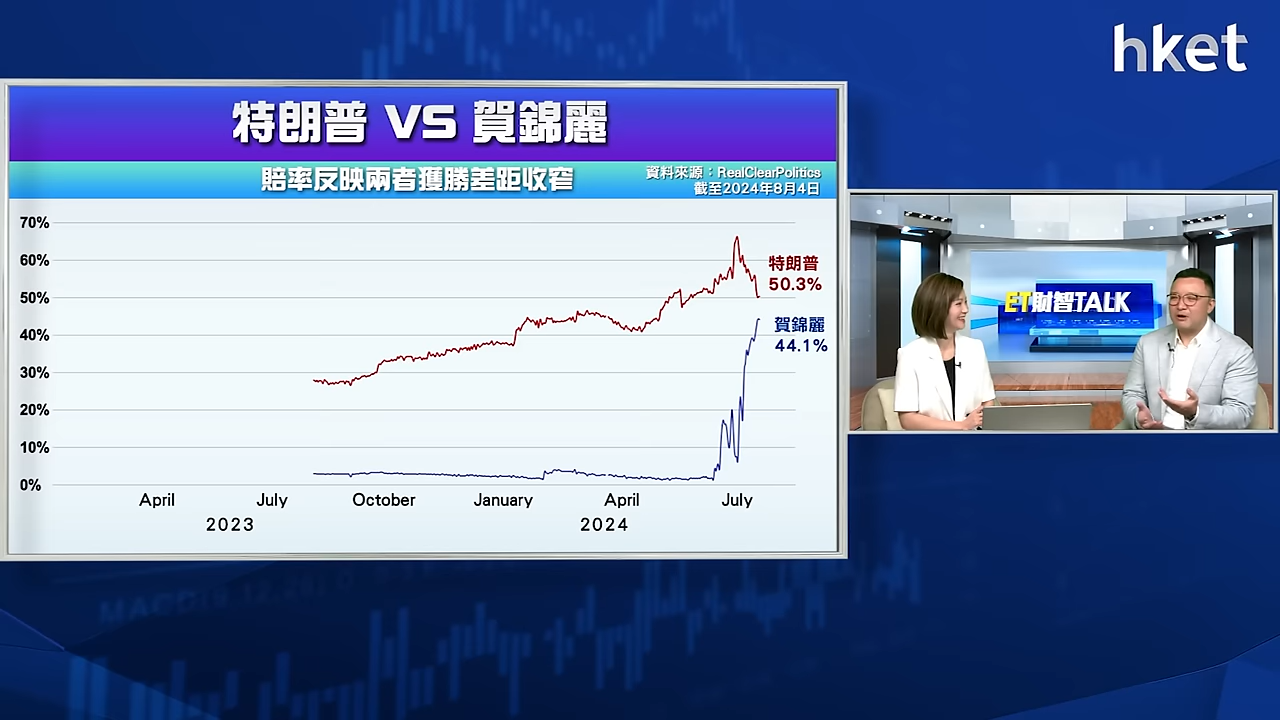 hket
特朗普 VS 賀錦麗
賠率反映兩者獲勝差距收窄
資料來源：RealClearPolitics
截至2024年8月4日
70%
60%
50%
40%
30%
20%
10%
0%
特朗普
50.3%
賀錦麗
44.1%
April
July
October
January
April
July
2023
2024
ET財智TALK